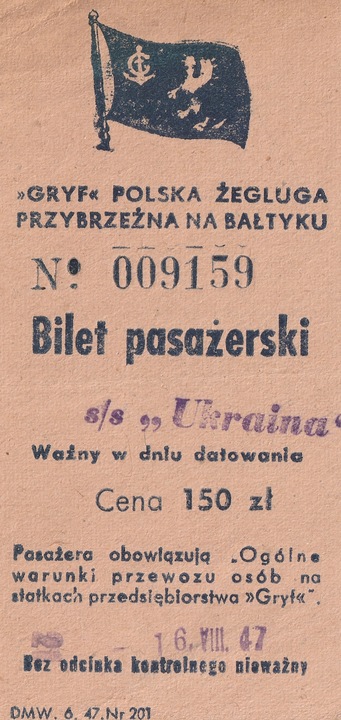 »GRYF« POLSKA ŻEGLUGA
PRZYBRZEŻNA NA BAŁTYKU
Nº 009159
Bilet pasażerski
s/s „Ukraina“
Ważny w dniu datowania
Cena 150 zł
Pasażera obowiązują „Ogólne
warunki przewozu osób na
statkach przedsiębiorstwa »Gryf«“.
- 1 6. VIII. 47
Bez odcinka kontrolnego nieważny
DMW. 6. 47. Nr 201